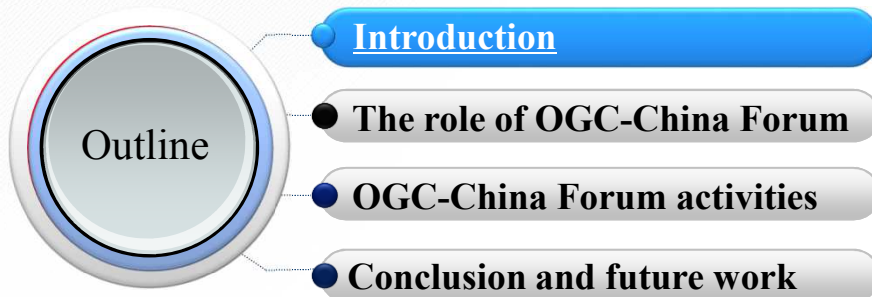 Outline
Introduction
The role of OGC-China Forum
OGC-China Forum activities
Conclusion and future work